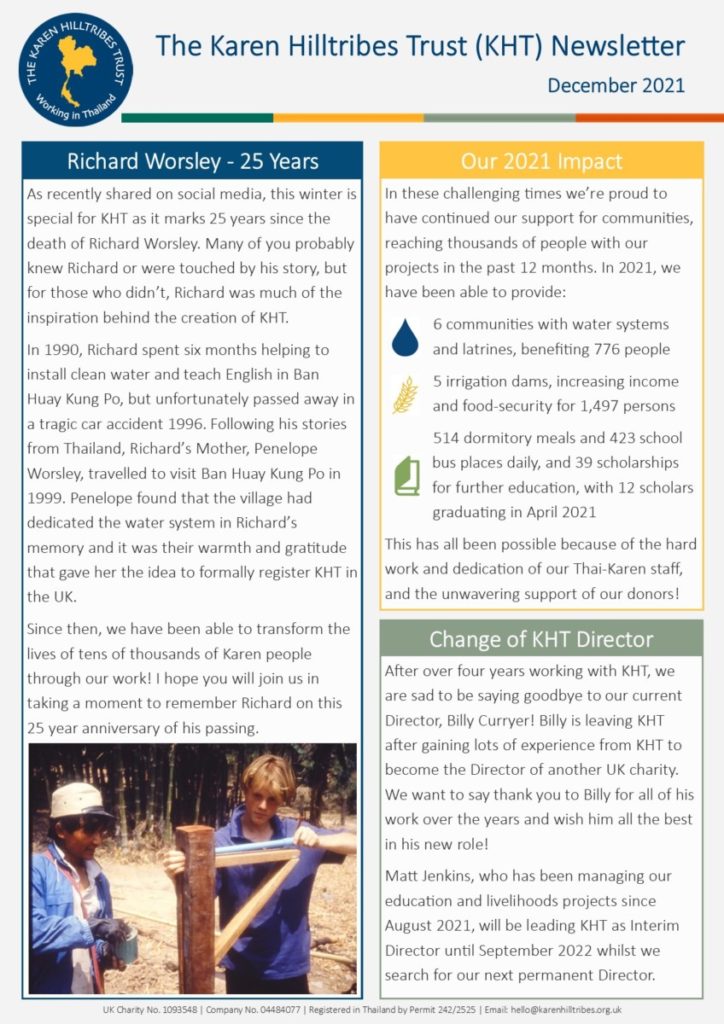 THE KAREN HILLTRIBES TRUST
Working in Thailand
The Karen Hilltribes Trust (KHT) Newsletter
December 2021
Richard Worsley - 25 Years
As recently shared on social media, this winter is
special for KHT as it marks 25 years since the
death of Richard Worsley. Many of you probably
knew Richard or were touched by his story, but
for those who didn't, Richard was much of the
inspiration behind the creation of KHT.
In 1990, Richard spent six months helping to
install clean water and teach English in Ban
Huay Kung Po, but unfortunately passed away in
a tragic car accident 1996. Following his stories
from Thailand, Richard's Mother, Penelope
Worsley, travelled to visit Ban Huay Kung Po in
1999. Penelope found that the village had
dedicated the water system in Richard's
memory and it was their warmth and gratitude
that gave her the idea to formally register KHT in
the UK.
Since then, we have been able to transform the
lives of tens of thousands of Karen people
through our work! I hope you will join us in
taking a moment to remember Richard on this
25 year anniversary of his passing.
Our 2021 Impact
In these challenging times we're proud to
have continued our support for communities,
reaching thousands of people with our
projects in the past 12 months. In 2021, we
have been able to provide:
6 communities with water systems
and latrines, benefiting 776 people
5 irrigation dams, increasing income
and food-security for 1,497 persons
514 dormitory meals and 423 school
bus places daily, and 39 scholarships
for further education, with 12 scholars
graduating in April 2021
This has all been possible because of the hard
work and dedication of our Thai-Karen staff,
and the unwavering support of our donors!
Change of KHT Director
After over four years working with KHT, we
are sad to be saying goodbye to our current
Director, Billy Curryer! Billy is leaving KHT
after gaining lots of experience from KHT to
become the Director of another UK charity.
We want to say thank you to Billy for all of his
work over the years and wish him all the best
in his new role!
Matt Jenkins, who has been managing our
education and livelihoods projects since
August 2021, will be leading KHT as Interim
Director until September 2022 whilst we
search for our next permanent Director.
UK Charity No. 1093548 | Company No. 04484077 | Registered in Thailand by Permit 242/2525 | Email: hello@karenhilltribes.org.uk